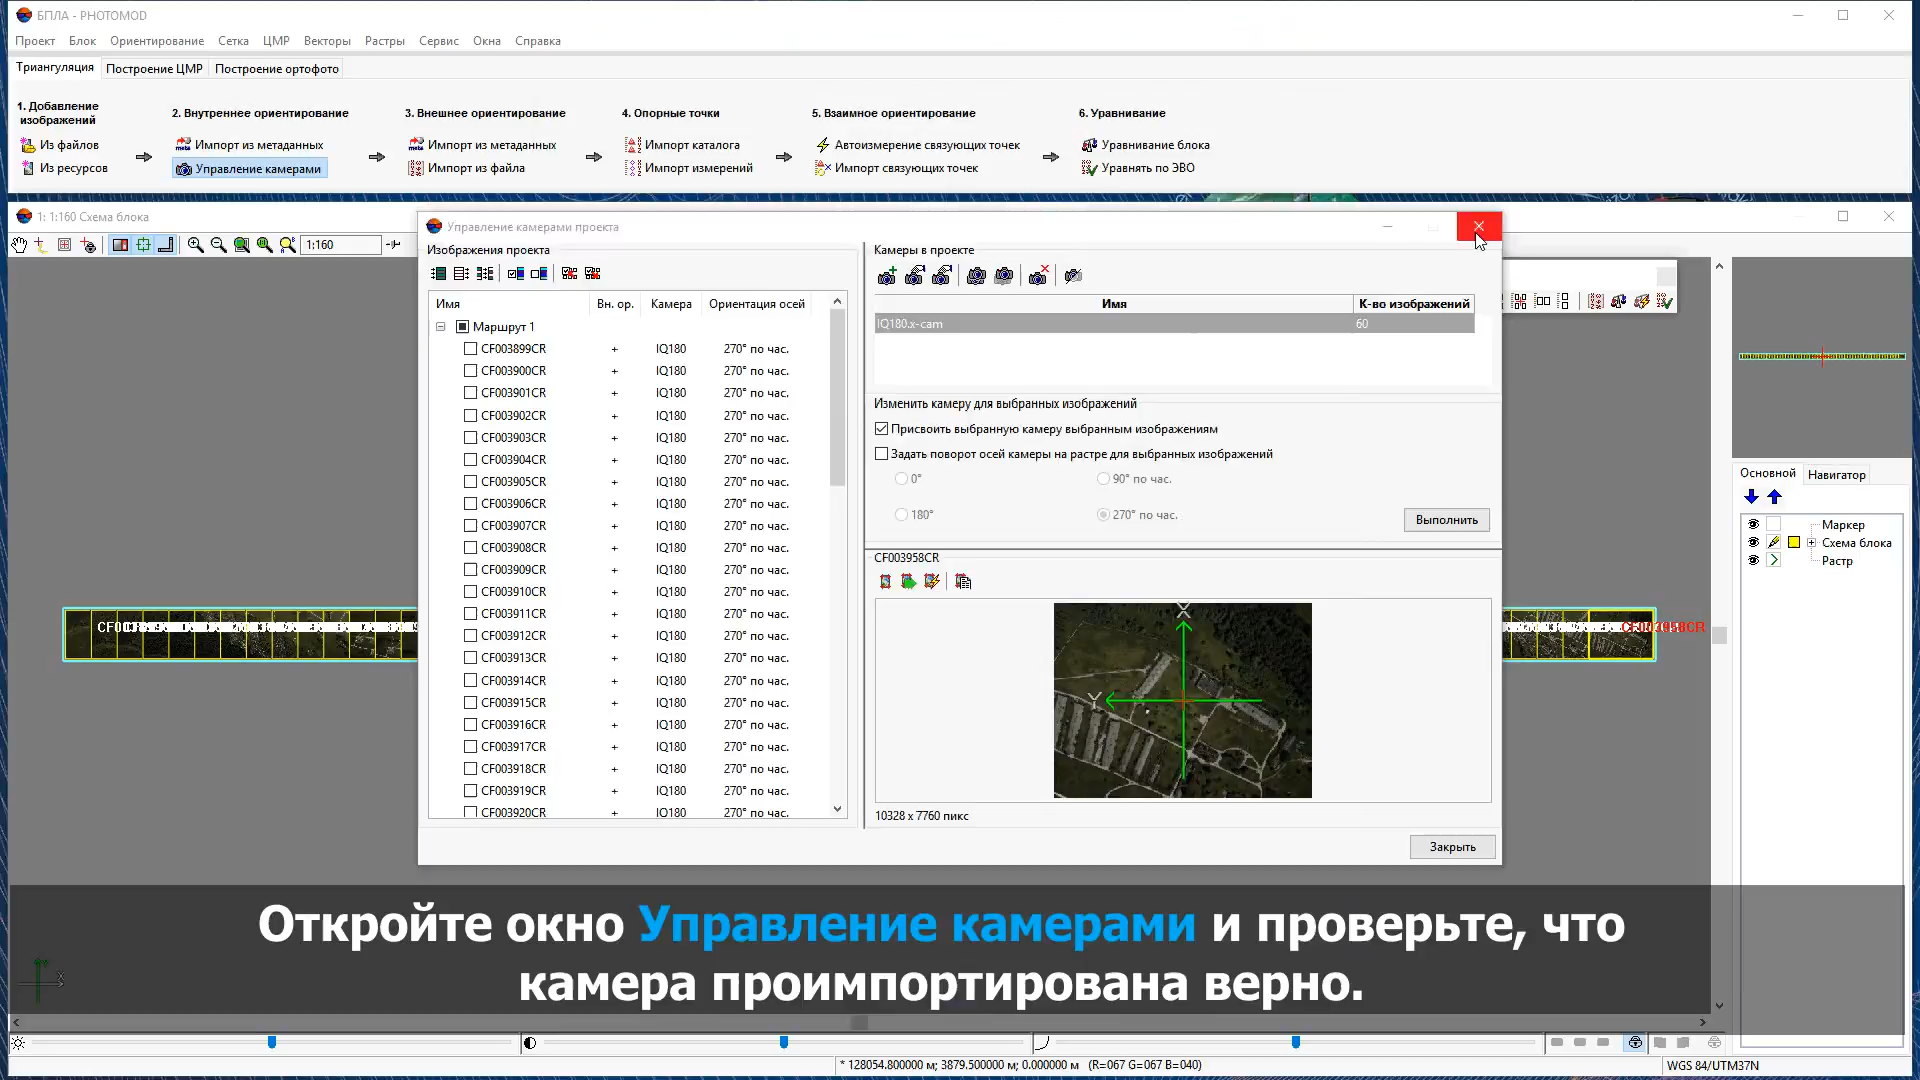 БПЛА - PHOTOMOD
Проект Блок Ориентирование Сетка ЦМР Векторы Растры Сервис Окна Справка
Триангуляция Построение ЦМР Построение ортофото
1. Добавление изображений
Из файлов
Из ресурсов
2. Внутреннее ориентирование
Импорт из метаданных
Управление камерами
3. Внешнее ориентирование
Импорт из метаданных
Импорт из файла
4. Опорные точки
Импорт каталога
Импорт измерений
5. Взаимное ориентирование
Автоизмерение связующих точек
Импорт связующих точек
6. Уравнивание
Уравнивание блока
Уравнять по ЭВО
1: 1:160 Схема блока
1:160
Управление камерами проекта
Изображения проекта
Имя Вн. ор. Камера Ориентация осей
Маршрут 1
CF003899CR + IQ180 270° по час.
CF003900CR + IQ180 270° по час.
CF003901CR + IQ180 270° по час.
CF003902CR + IQ180 270° по час.
CF003903CR + IQ180 270° по час.
CF003904CR + IQ180 270° по час.
CF003905CR + IQ180 270° по час.
CF003906CR + IQ180 270° по час.
CF003907CR + IQ180 270° по час.
CF003908CR + IQ180 270° по час.
CF003909CR + IQ180 270° по час.
CF003910CR + IQ180 270° по час.
CF003911CR + IQ180 270° по час.
CF003912CR + IQ180 270° по час.
CF003913CR + IQ180 270° по час.
CF003914CR + IQ180 270° по час.
CF003915CR + IQ180 270° по час.
CF003916CR + IQ180 270° по час.
CF003917CR + IQ180 270° по час.
CF003918CR + IQ180 270° по час.
CF003919CR + IQ180 270° по час.
CF003920CR + IQ180 270° по час.
Камеры в проекте
Имя К-во изображений
IQ180.x-cam 60
Изменить камеру для выбранных изображений
Присвоить выбранную камеру выбранным изображениям
Задать поворот осей камеры на растре для выбранных изображений
0° 90° по час.
180° 270° по час.
Выполнить
CF003958CR
X
Y
10328 x 7760 пикс
Закрыть
CF003958CR
Основной Навигатор
Маркер
Схема блока
Растр
Откройте окно Управление камерами и проверьте, что
камера проимпортирована верно.
* 128054.800000 м; 3879.500000 м; 0.000000 м (R=067 G=067 B=040)
WGS 84/UTM37N